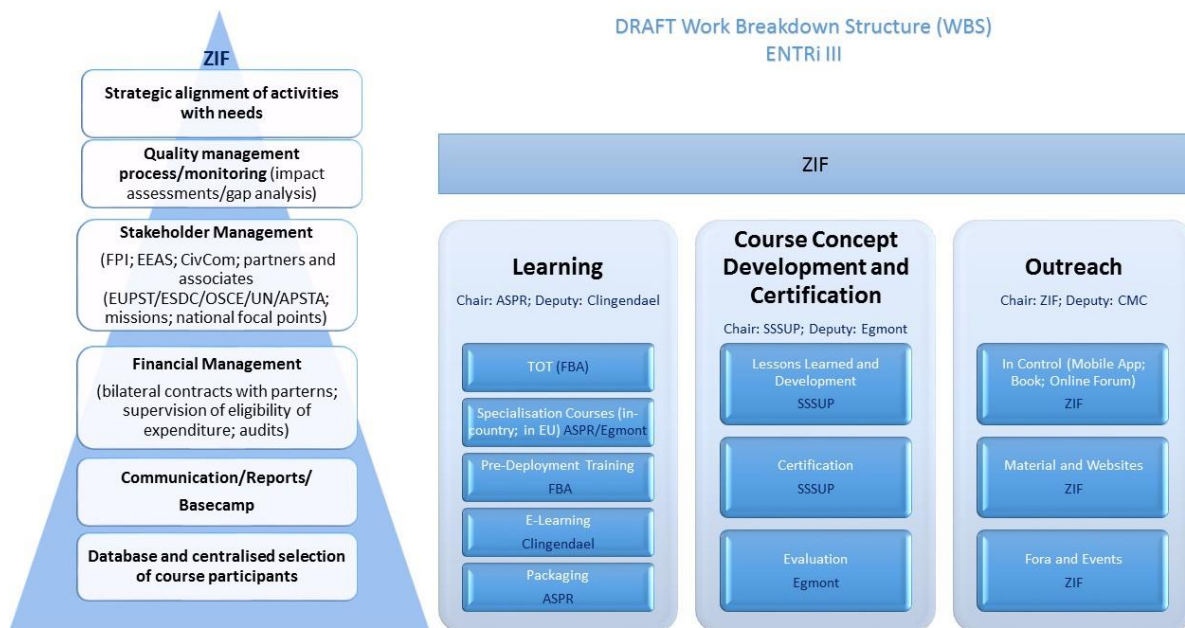 DRAFT Work Breakdown Structure (WBS)
ENTRi III
ZIF
Strategic alignment of activities
with needs
Quality management
process/monitoring (impact
assessments/gap analysis)
Stakeholder Management
(FPI; EEAS; CivCom; partners and
associates
(EUPST/ESDC/OSCE/UN/APSTA;
missions; national focal points)
Financial Management
(bilateral contracts with parterns;
supervision of eligibility of
expenditure; audits)
Communication/Reports/
Basecamp
Database and centralised selection
of course participants
ZIF
Learning
Chair: ASPR; Deputy: Clingendael
TOT (FBA)
Specialisation Courses (in-
country; in EU) ASPR/Egmont
Pre-Deployment Training
FBA
E-Learning
Clingendael
Packaging
ASPR
Course Concept
Development and
Certification
Chair: SSSUP; Deputy: Egmont
Lessons Learned and
Development
SSSUP
Certification
SSSUP
Evaluation
Egmont
Outreach
Chair: ZIF; Deputy: CMC
In Control (Mobile App;
Book; Online Forum)
ZIF
Material and Websites
ZIF
Fora and Events
ZIF